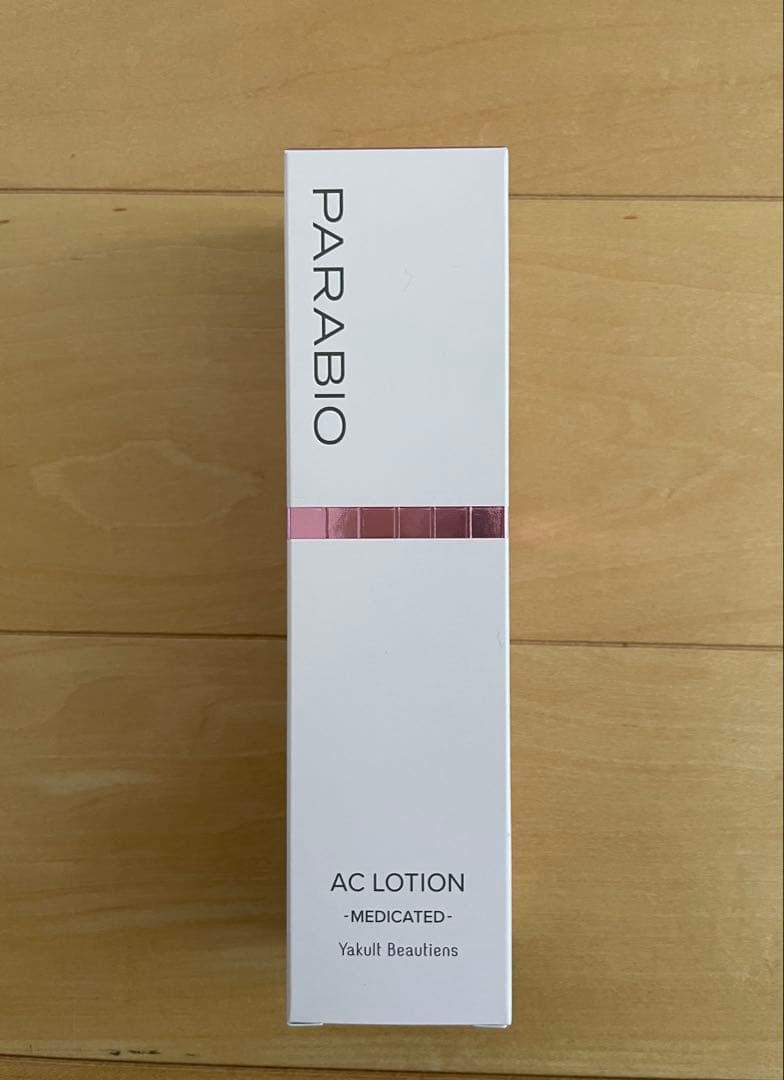 PARABIO
AC LOTION
-MEDICATED-
Yakult Beautiens